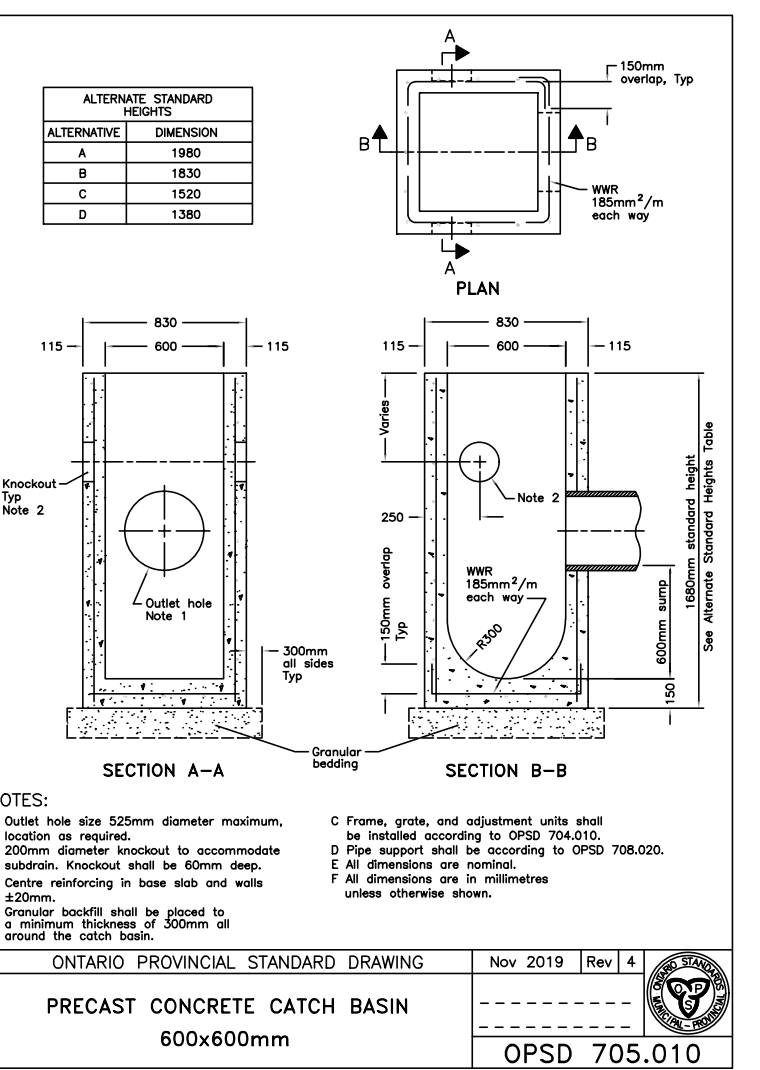 ALTERNATE STANDARD
HEIGHTS
ALTERNATIVE DIMENSION
A 1980
B 1830
C 1520
D 1380
A
150mm
overlap, Typ
B B
WWR
185mm²/m
each way
A
PLAN
830
115 600 115
Knockout
Typ
Note 2
Outlet hole
Note 1
300mm
all sides
Typ
SECTION A-A
830
115 600 115
Varies
Note 2
250
WWR
185mm²/m
each way
150mm overlap
Typ
R300
600mm sump
150
1680mm standard height
See Alternate Standard Heights Table
Granular
bedding
SECTION B-B
OTES:
Outlet hole size 525mm diameter maximum,
location as required.
200mm diameter knockout to accommodate
subdrain. Knockout shall be 60mm deep.
Centre reinforcing in base slab and walls
±20mm.
Granular backfill shall be placed to
a minimum thickness of 300mm all
around the catch basin.
C Frame, grate, and adjustment units shall
be installed according to OPSD 704.010.
D Pipe support shall be according to OPSD 708.020.
E All dimensions are nominal.
F All dimensions are in millimetres
unless otherwise shown.
ONTARIO PROVINCIAL STANDARD DRAWING
Nov 2019 Rev 4
PRECAST CONCRETE CATCH BASIN
600x600mm
OPSD 705.010
ONTARIO STANDARDS
O P
S
MUNICIPAL - PROVINCIAL